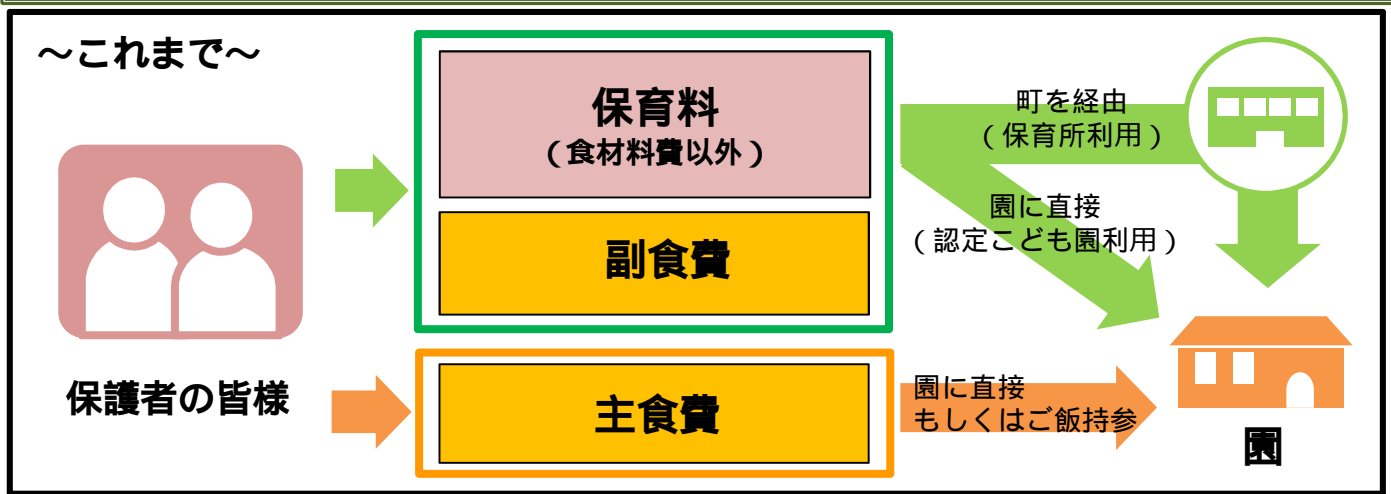 ～これまで～
保育料
（食材料費以外）
副食費
町を経由
（保育所利用）
園に直接
（認定こども園利用）
保護者の皆様
主食費
園に直接
もしくはご飯持参
園